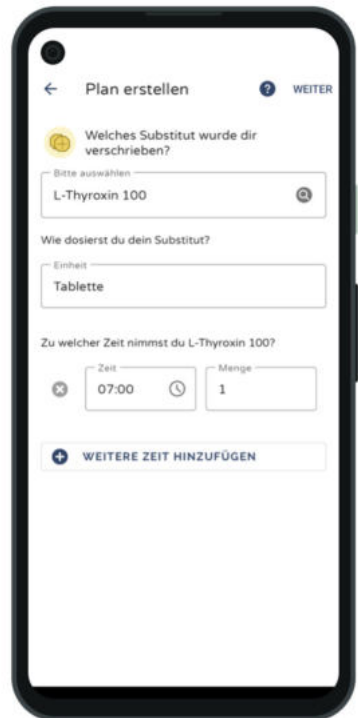 Plan erstellen
WEITER
Welches Substitut wurde dir
verschrieben?
Bitte auswählen
L-Thyroxin 100
Wie dosierst du dein Substitut?
Einheit
Tablette
Zu welcher Zeit nimmst du L-Thyroxin 100?
Zeit
Menge
07:00
1
WEITERE ZEIT HINZUFÜGEN